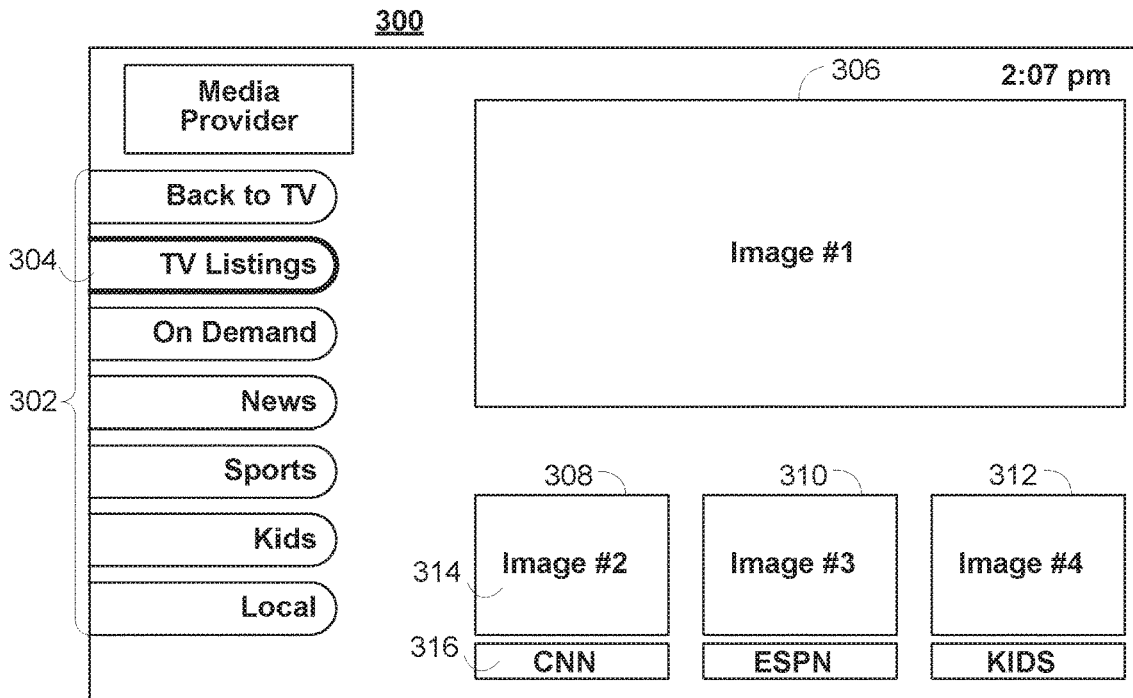 300
306
2:07 pm
Media
Provider
Back to TV
304
TV Listings
Image #1
On Demand
302
News
Sports
308
310
312
Kids
314
Image #2
Image #3
Image #4
Local
316
CNN
ESPN
KIDS